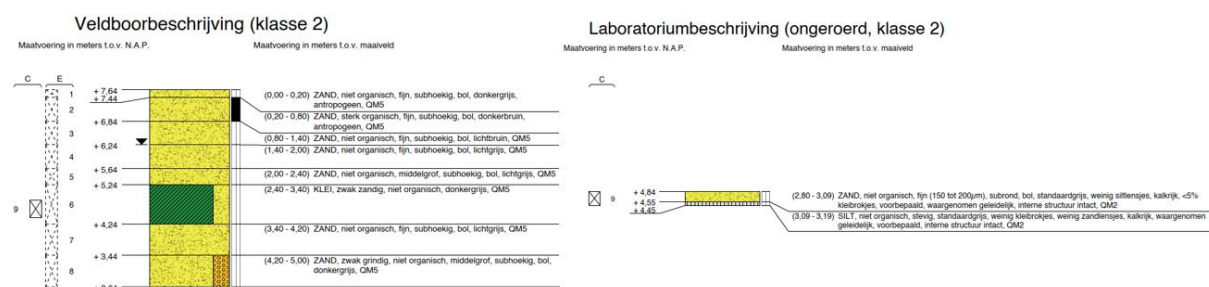 Veldboorbeschrijving (klasse 2)
Maatvoering in meters t.o.v. N.A.P.
Maatvoering in meters t.o.v. maaiveld
C
E
1
+ 7,64
+ 7,44
(0,00 - 0,20) ZAND, niet organisch, fijn, subhoekig, bol, donkergrijs,
antropogeen, QM5
2
(0,20 - 0,80) ZAND, sterk organisch, fijn, subhoekig, bol, donkerbruin,
antropogeen, QM5
+ 6,84
3
(0,80 - 1,40) ZAND, niet organisch, fijn, subhoekig, bol, lichtbruin, QM5
+ 6,24
(1,40 - 2,00) ZAND, niet organisch, fijn, subhoekig, bol, lichtgrijs, QM5
4
+ 5,64
(2,00 - 2,40) ZAND, niet organisch, middelgrof, subhoekig, bol, lichtgrijs, QM5
5
+ 5,24
(2,40 - 3,40) KLEI, zwak zandig, niet organisch, donkergrijs, QM5
9
6
+ 4,24
(3,40 - 4,20) ZAND, niet organisch, fijn, subhoekig, bol, lichtgrijs, QM5
7
+ 3,44
(4,20 - 5,00) ZAND, zwak grindig, niet organisch, middelgrof, subhoekig, bol,
donkergrijs, QM5
8
Laboratoriumbeschrijving (ongeroerd, klasse 2)
Maatvoering in meters t.o.v. N.A.P.
Maatvoering in meters t.o.v. maaiveld
C
9
+ 4,84
+ 4,55
+ 4,45
(2,80 - 3,09) ZAND, niet organisch, fijn (150 tot 200µm), subrond, bol, standaardgrijs, weinig siltlensjes, kalkrijk, <5%
kleibrokjes, voorbepaald, waargenomen geleidelijk, interne structuur intact, QM2
(3,09 - 3,19) SILT, niet organisch, stevig, standaardgrijs, weinig kleibrokjes, weinig zandlensjes, kalkrijk, waargenomen
geleidelijk, voorbepaald, interne structuur intact, QM2